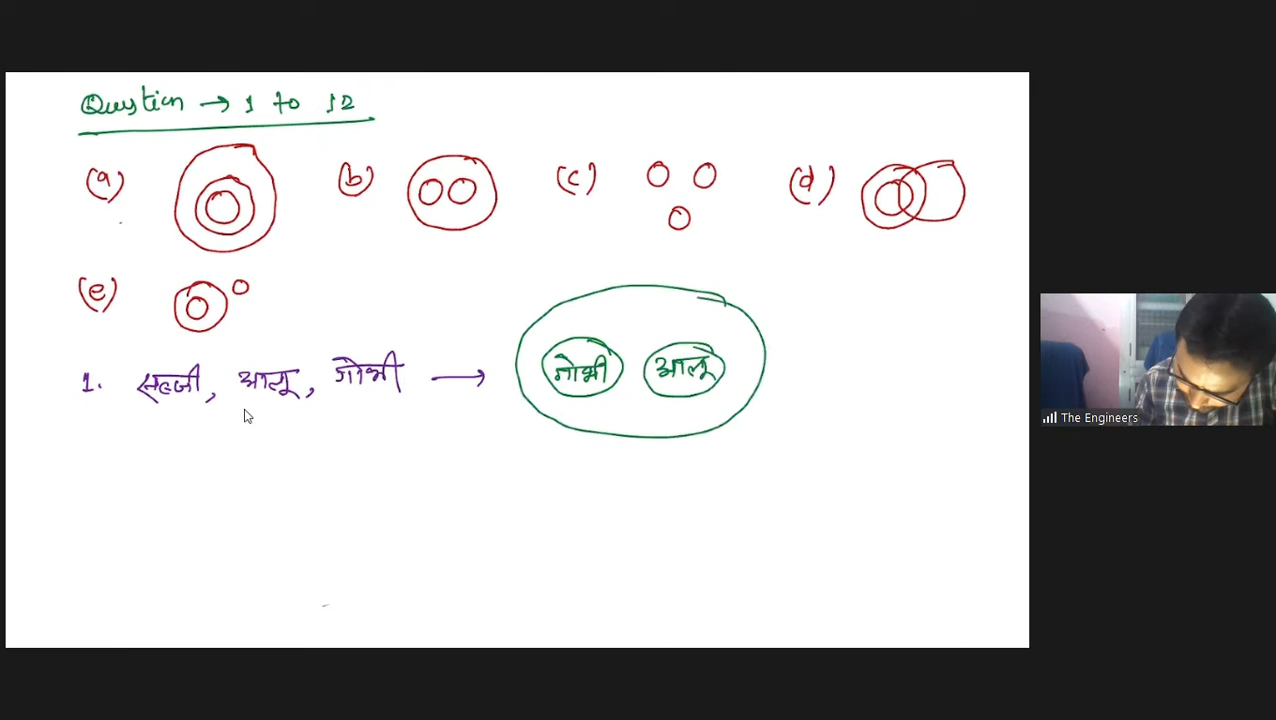 Question → 1 to 12
(a) (b) (c) (d)
(e)
1. सब्जी, आलू, गोभी → गोभी आलू
The Engineers